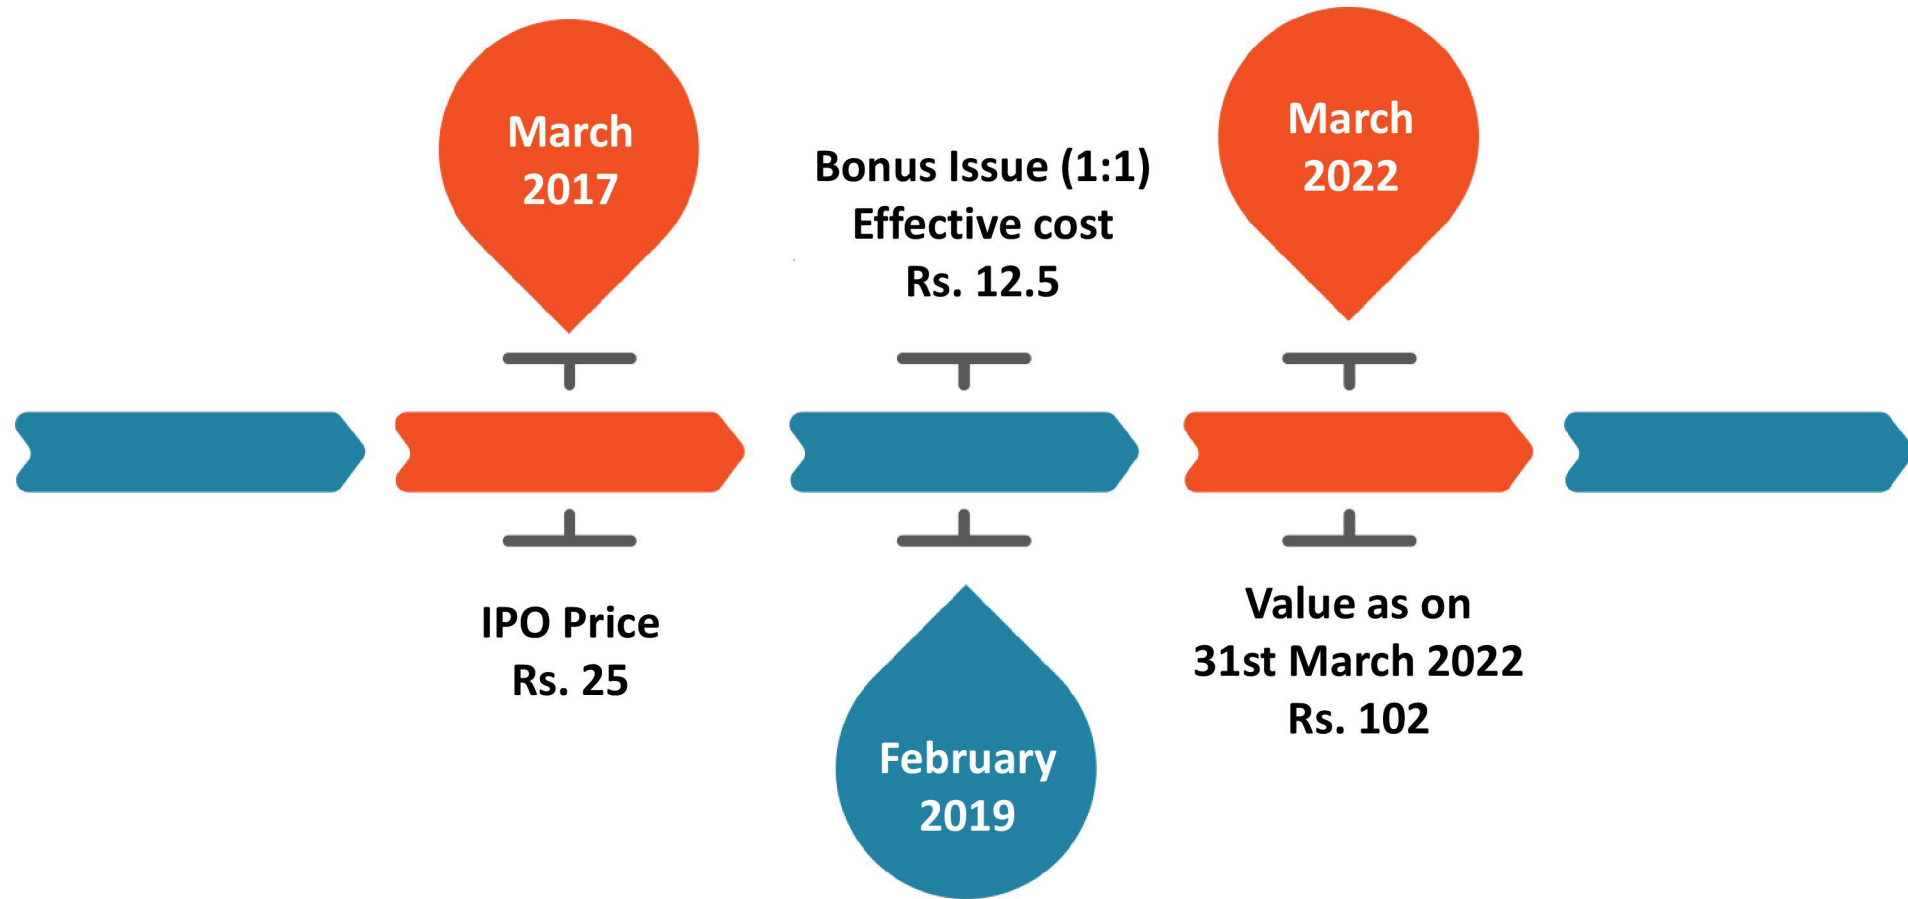 March
2017
IPO Price
Rs. 25
Bonus Issue (1:1)
Effective cost
Rs. 12.5
February
2019
March
2022
Value as on
31st March 2022
Rs. 102